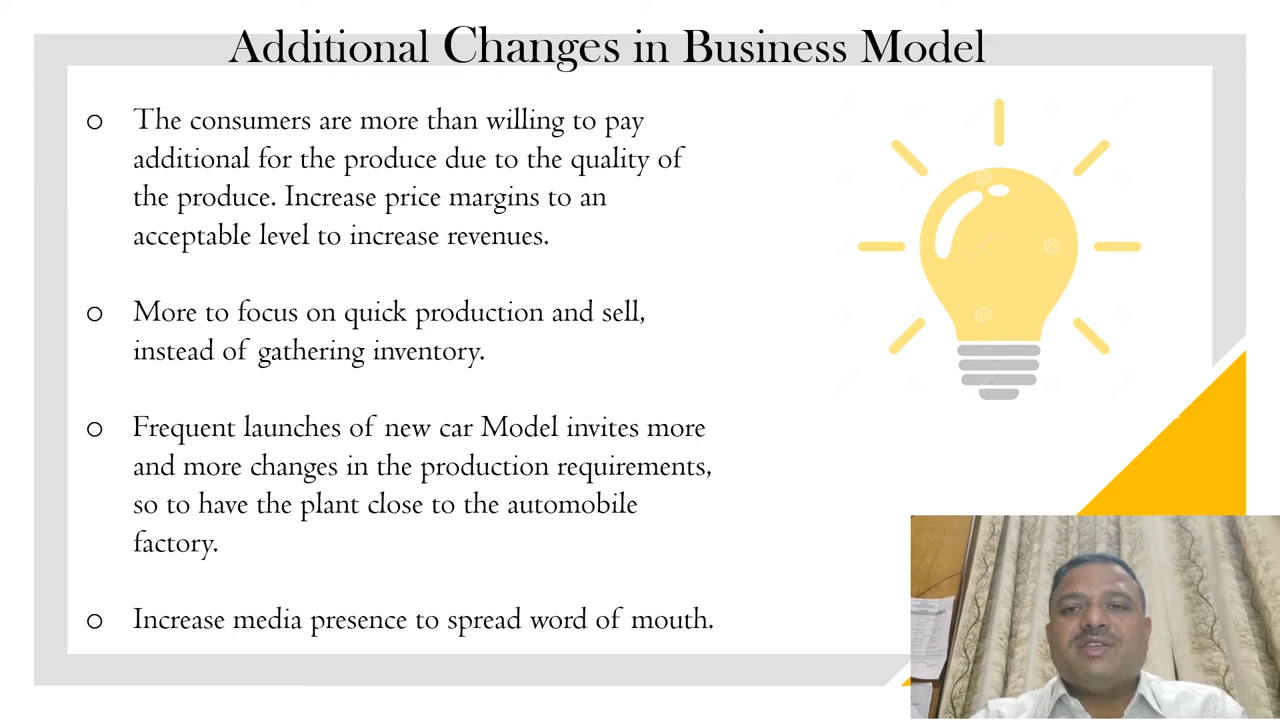 Additional Changes in Business Model
The consumers are more than willing to pay
additional for the produce due to the quality of
the produce. Increase price margins to an
acceptable level to increase revenues.
More to focus on quick production and sell,
instead of gathering inventory.
Frequent launches of new car Model invites more
and more changes in the production requirements,
so to have the plant close to the automobile
factory.
Increase media presence to spread word of mouth.